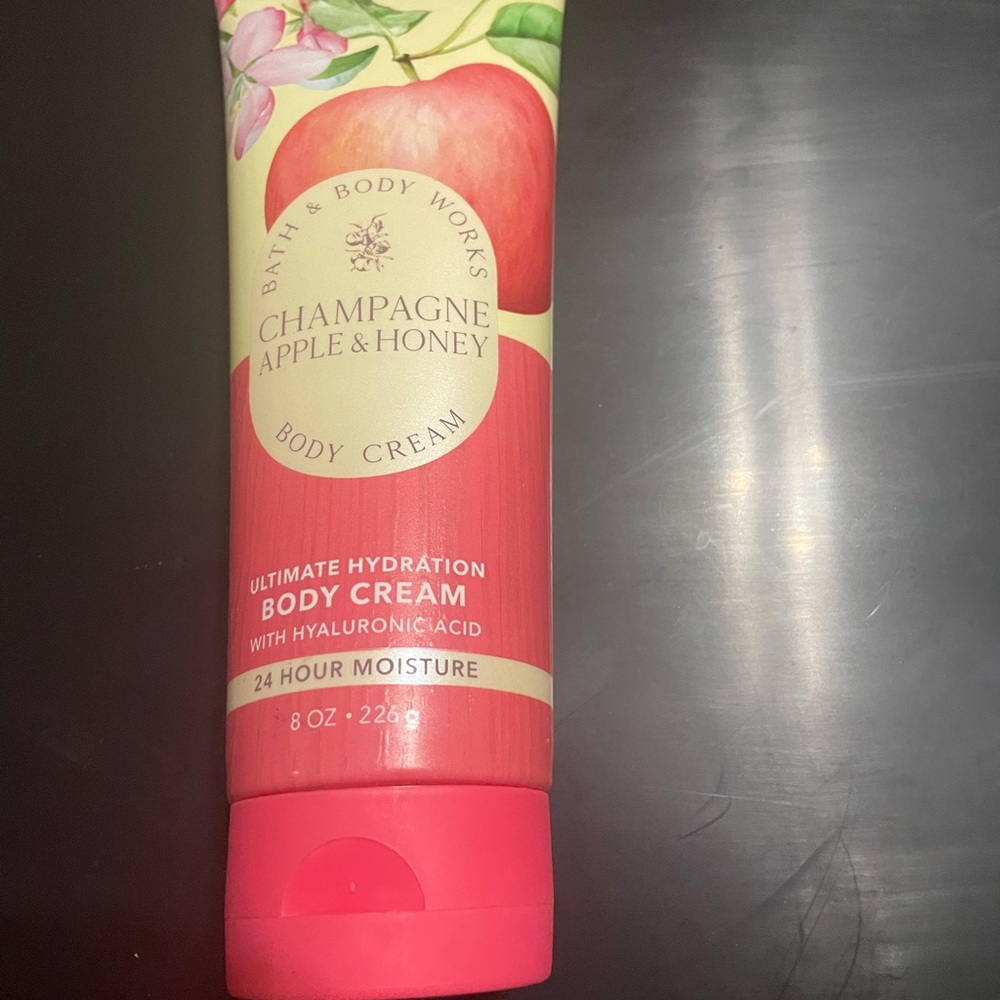 BATH & BODY WORKS
CHAMPAGNE
APPLE & HONEY
BODY CREAM
ULTIMATE HYDRATION
BODY CREAM
WITH HYALURONIC ACID
24 HOUR MOISTURE
8 OZ • 226 g